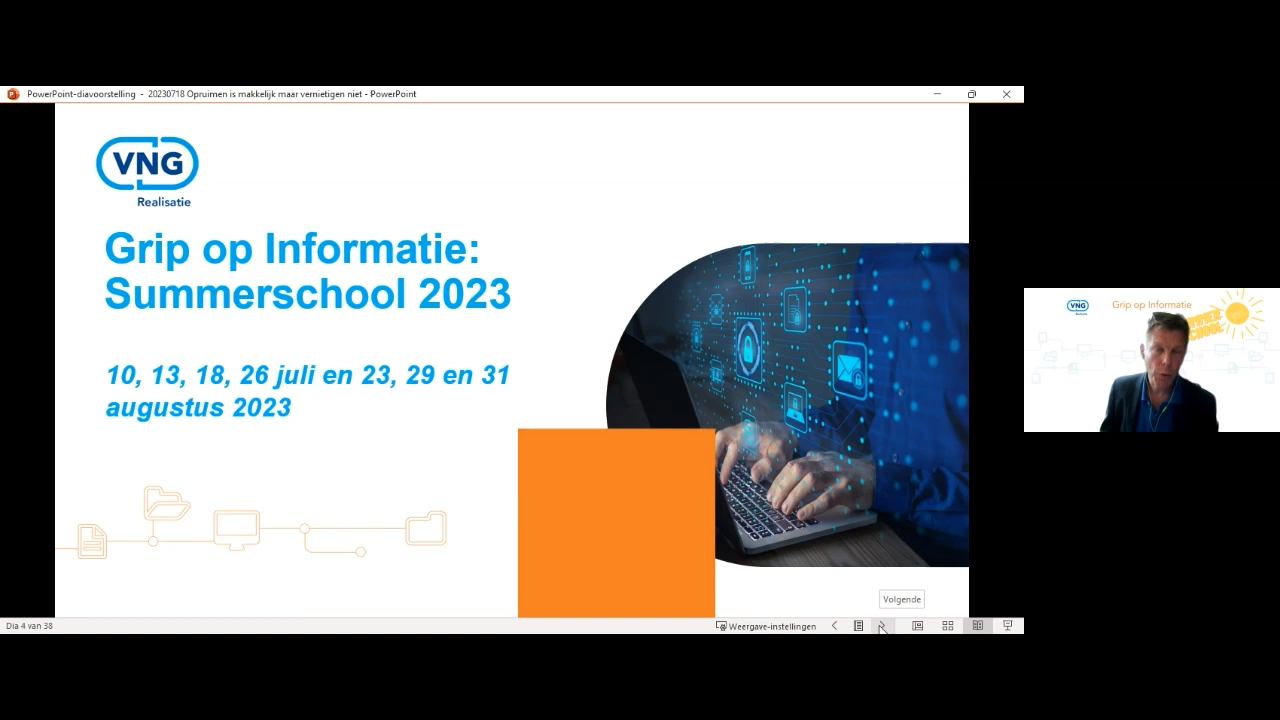 PowerPoint-diavoorstelling - 20230718 Opruimen is makkelijk maar vernietigen niet - PowerPoint
VNG
Realisatie
Grip op Informatie:
Summerschool 2023
10, 13, 18, 26 juli en 23, 29 en 31
augustus 2023
VNG
Realisatie
Grip op Informatie
SCHOOL
Volgende
Dia 4 van 38
Weergave-instellingen